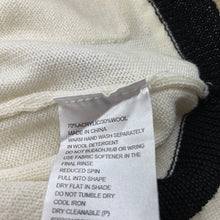 70%ACRYLIC30%WOOL
MADE IN CHINA
WARM HAND WASH SEPARATELY
IN WOOL DETERGENT
DO NOT BLEACH RUB OR WRING
USE FABRIC SOFTENER IN THE
FINAL RINSE
REDUCED SPIN
PULL INTO SHAPE
DRY FLAT IN SHADE
DO NOT TUMBLE DRY
COOL IRON
DRY CLEANABLE (P)